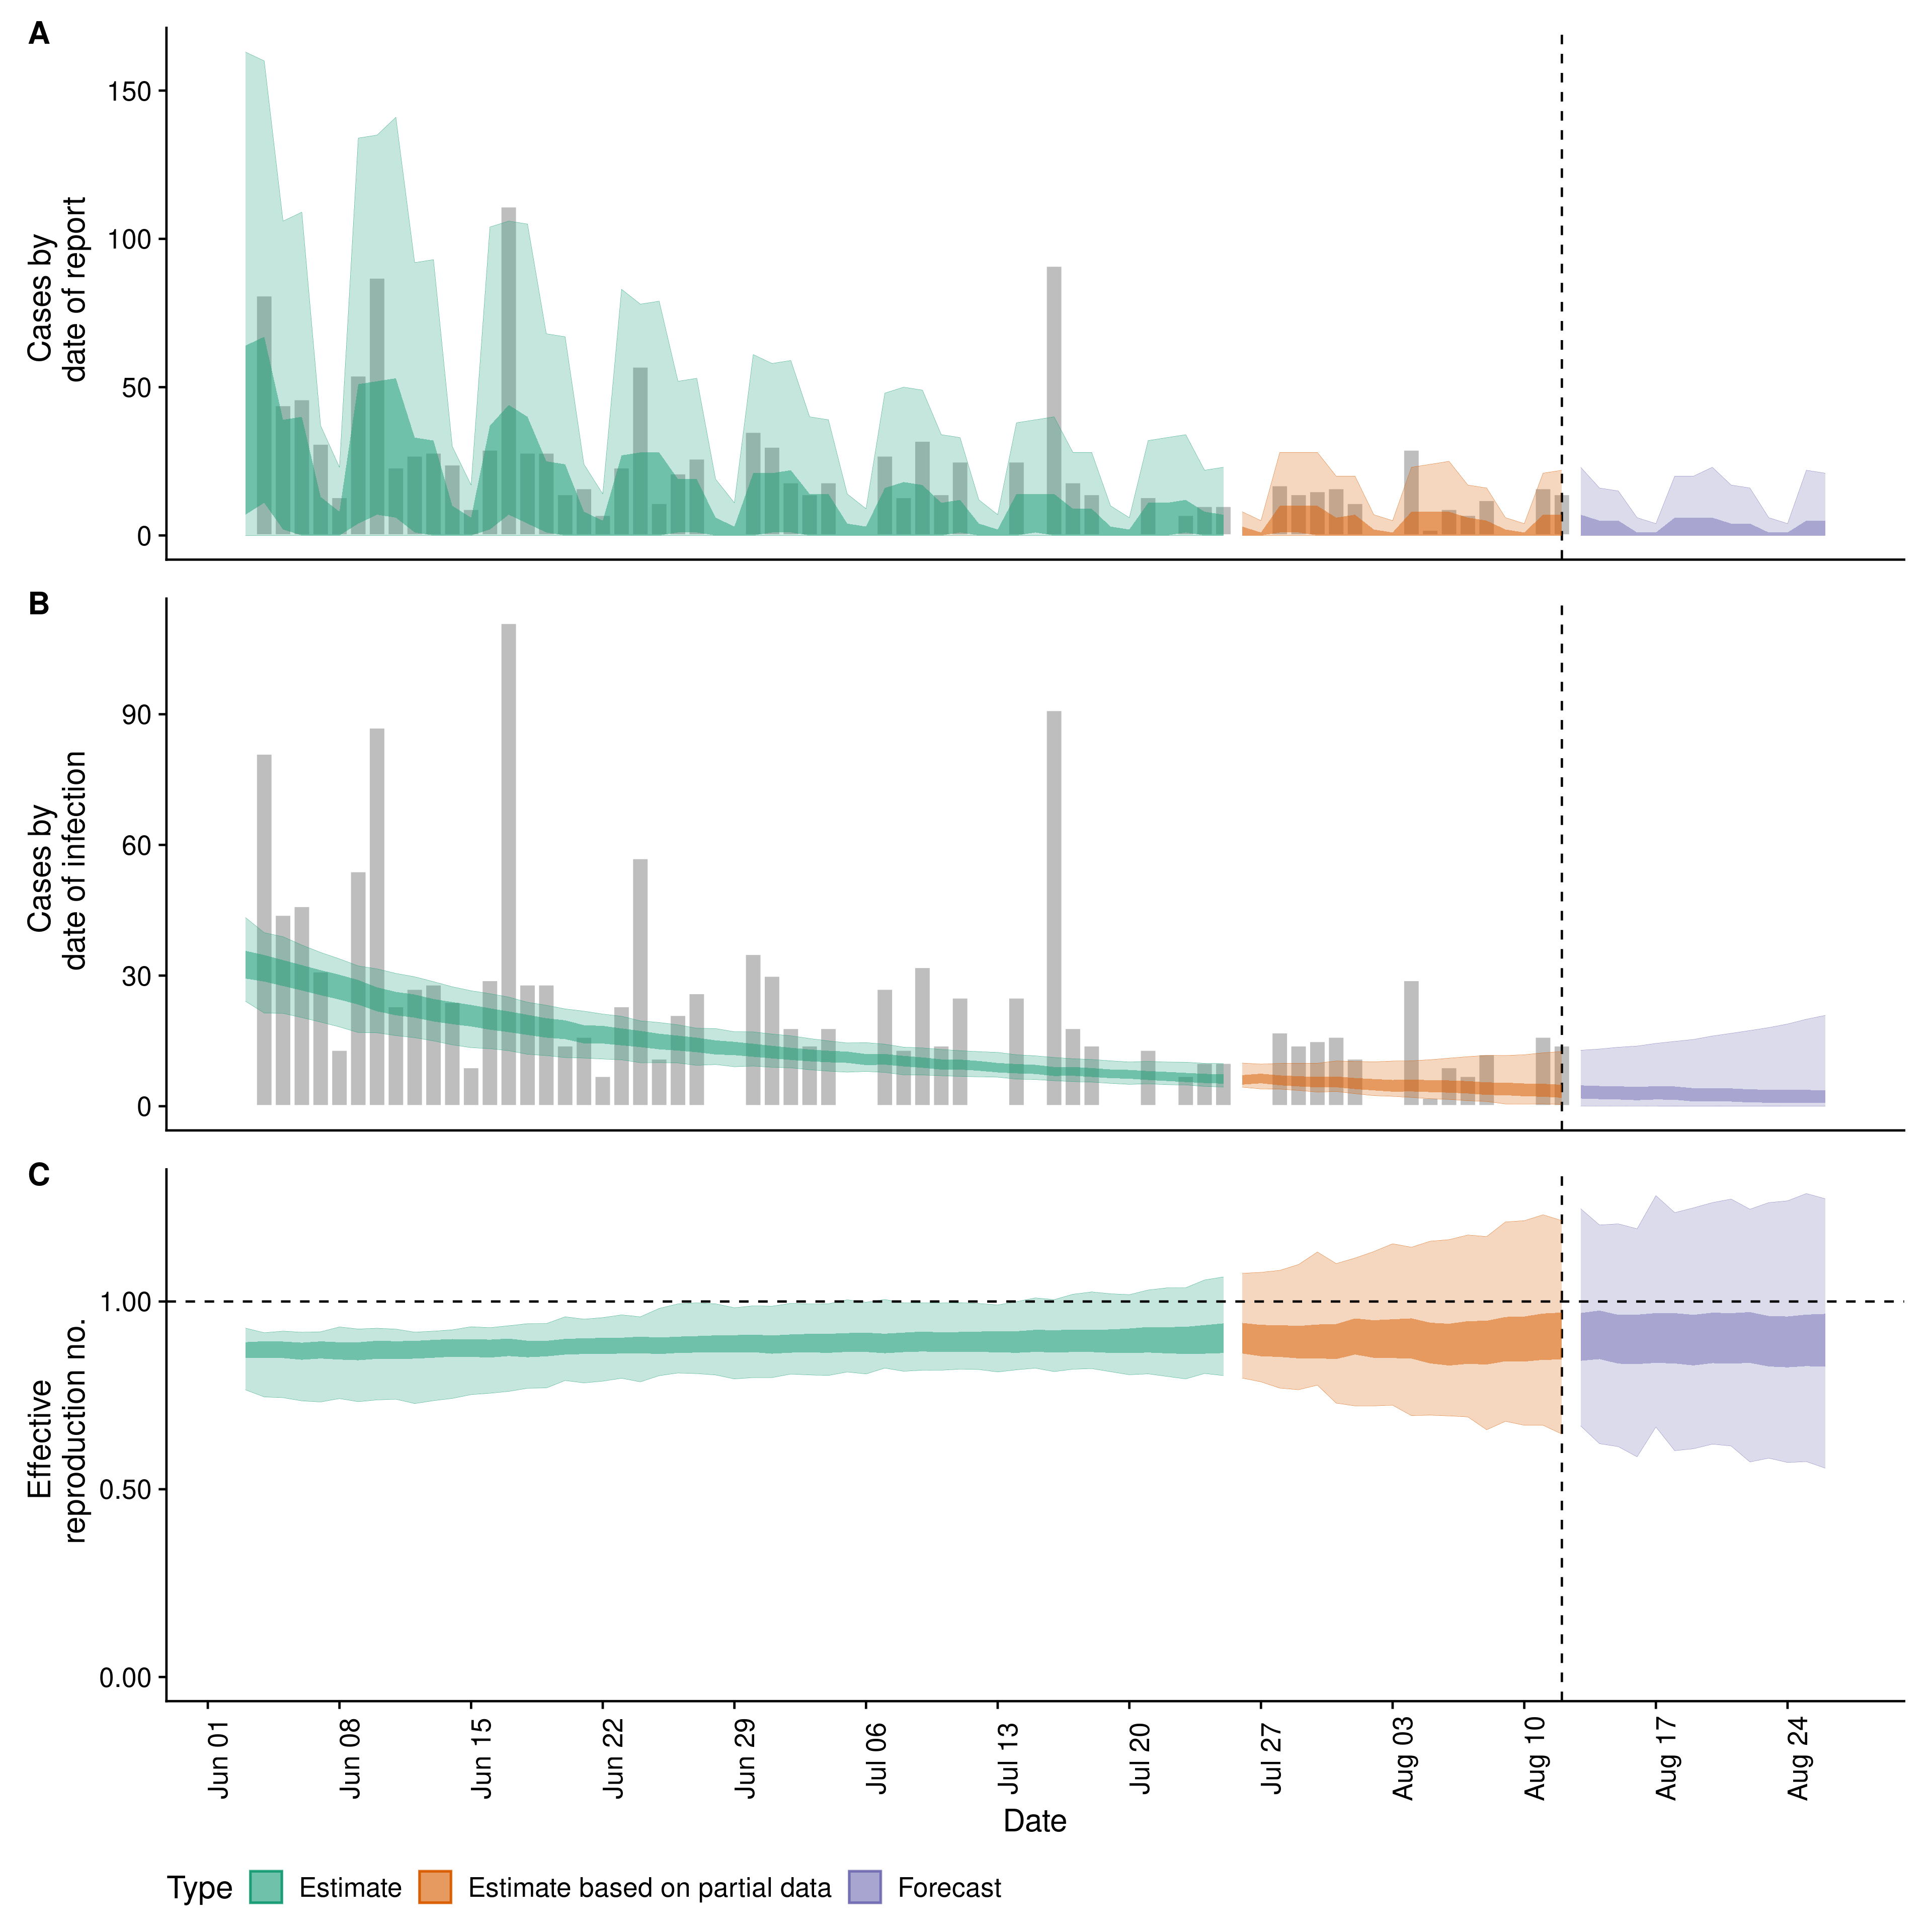 A
Cases by
date of report
150
100
50
0
B
Cases by
date of infection
90
60
30
0
C
Effective
reproduction no.
1.00
0.50
0.00
Jun 01
Jun 08
Jun 15
Jun 22
Jun 29
Jul 06
Jul 13
Jul 20
Jul 27
Aug 03
Aug 10
Aug 17
Aug 24
Date
Type Estimate Estimate based on partial data Forecast